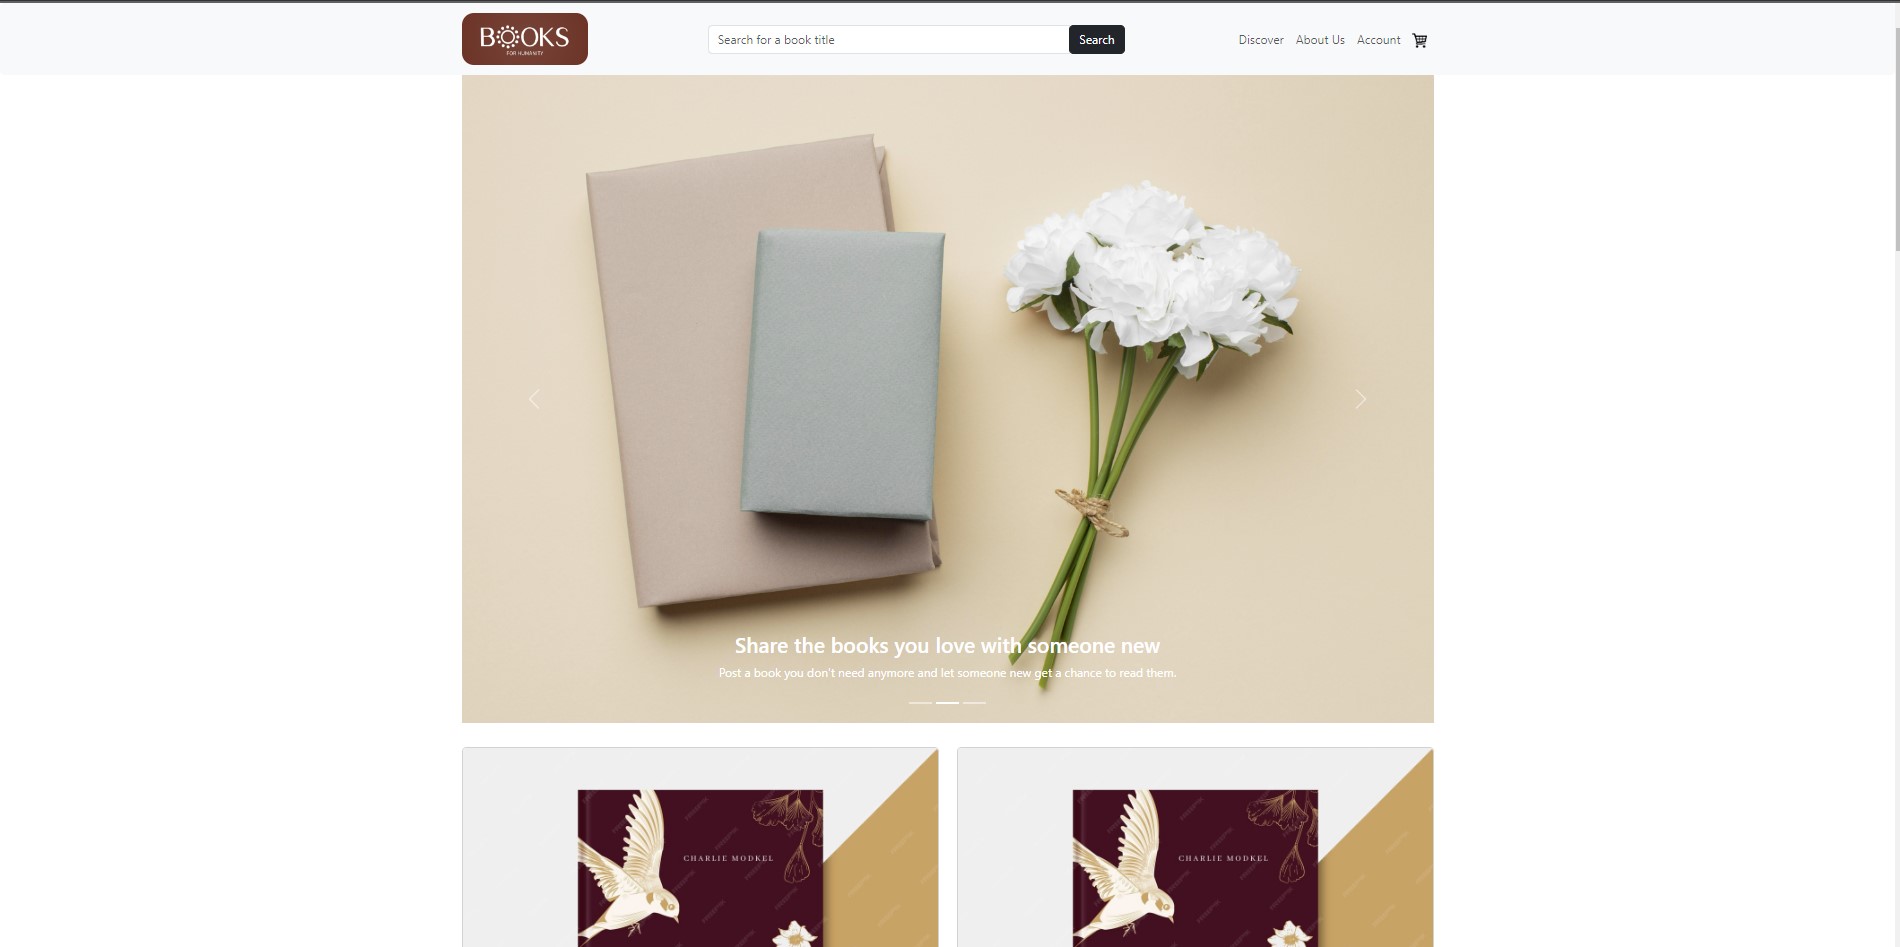 BOOKS
FOR HUMANITY
Search for a book title
Search
Discover
About Us
Account
Share the books you love with someone new
Post a book you don't need anymore and let someone new get a chance to read them.
CHARLIE MODKEL
CHARLIE MODKEL